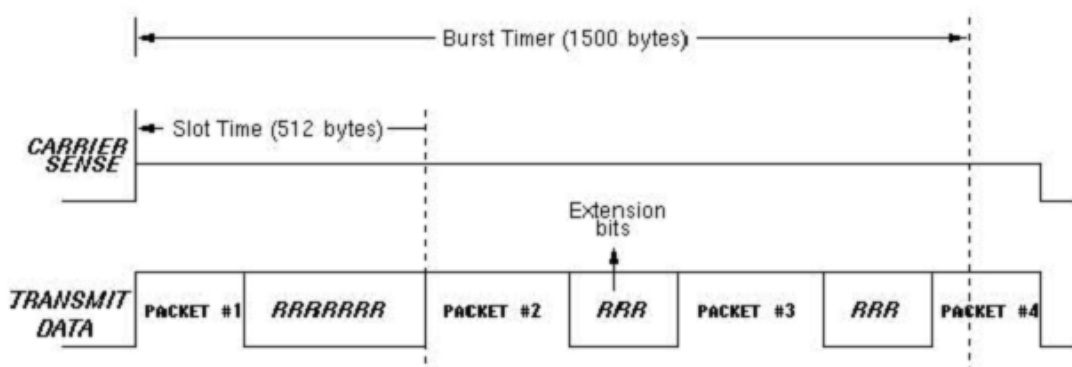 Burst Timer (1500 bytes)
Slot Time (512 bytes)
CARRIER
SENSE
Extension
bits
TRANSMIT
DATA
PACKET #1 RRRRRRR PACKET #2 RRR PACKET #3 RRR PACKET #4